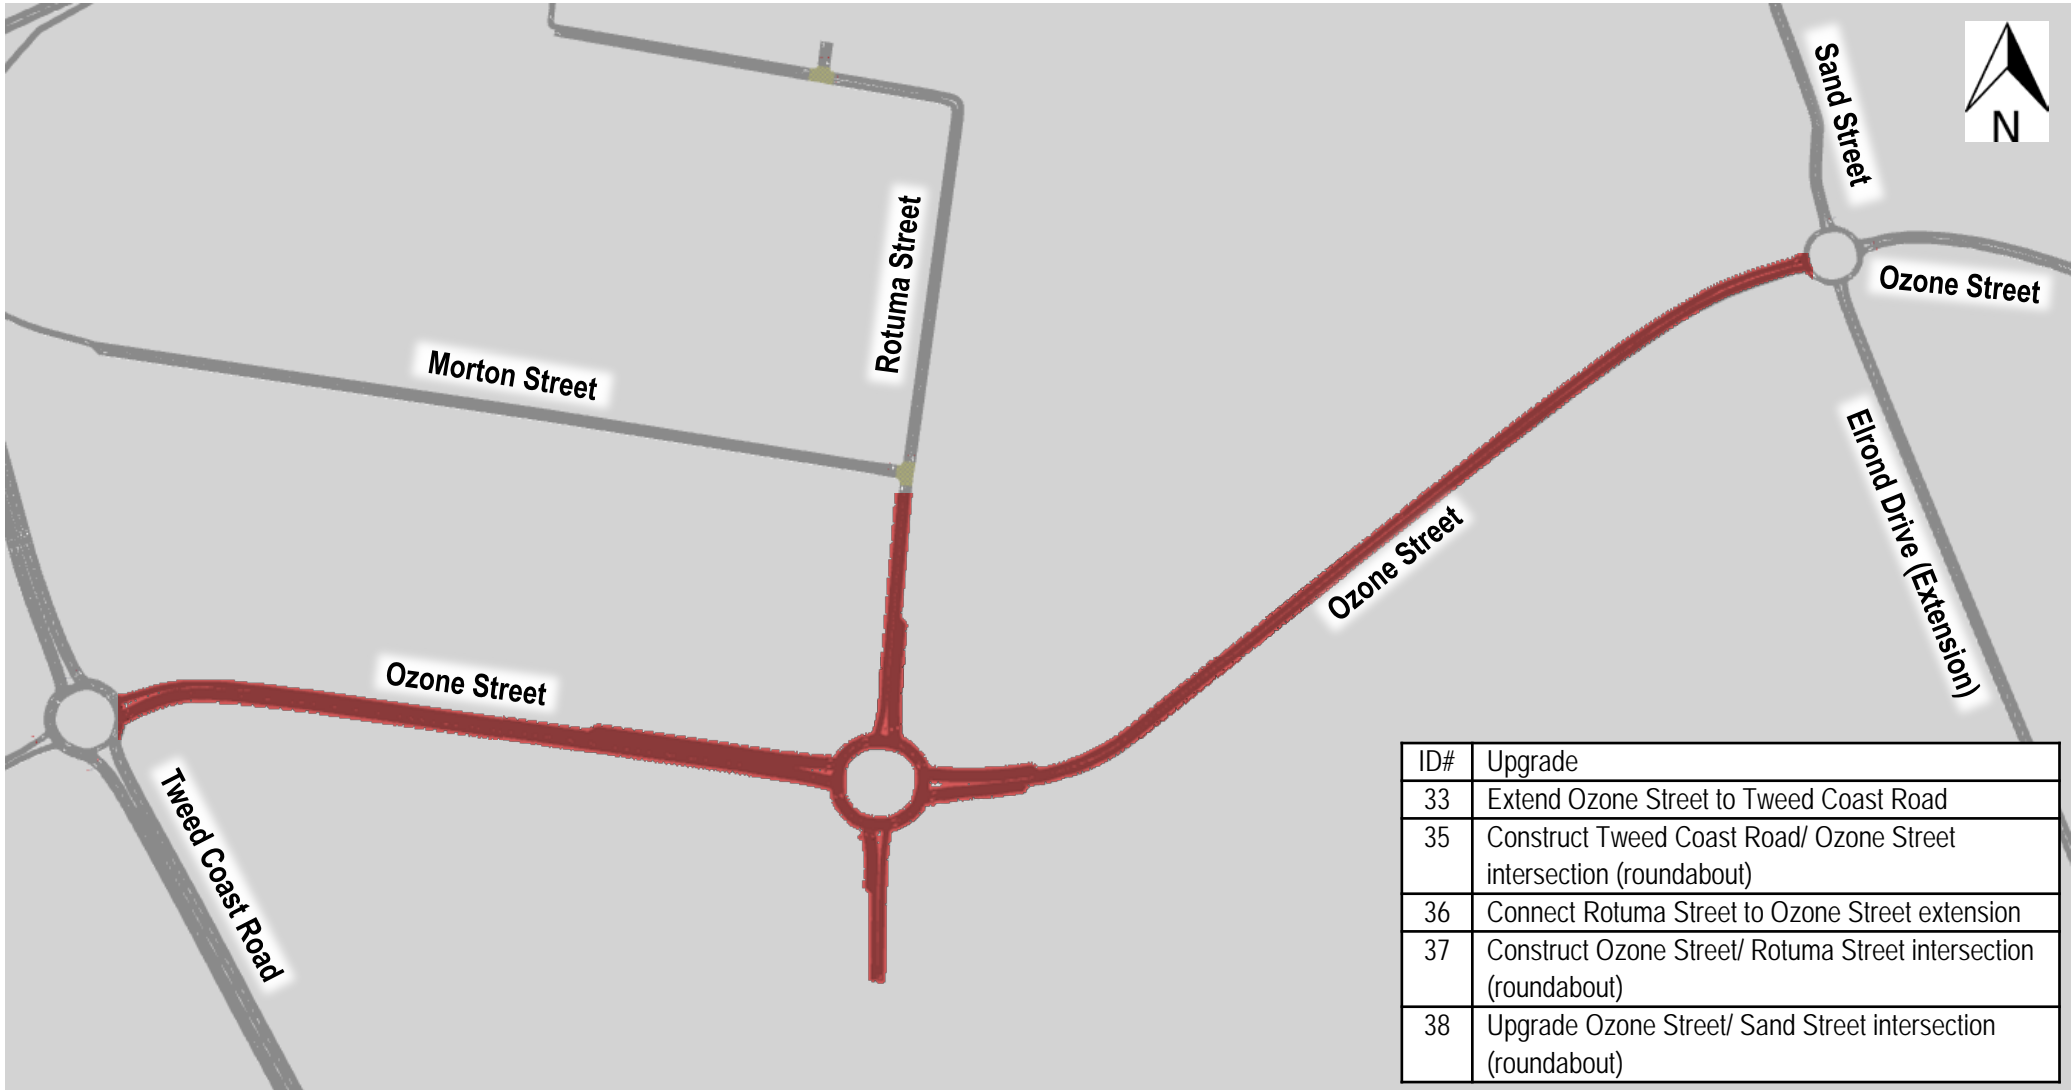 Sand Street
N
Rotuma Street
Ozone Street
Morton Street
Elrond Drive (Extension)
Ozone Street
Ozone Street
Tweed Coast Road
ID# Upgrade
33 Extend Ozone Street to Tweed Coast Road
35 Construct Tweed Coast Road/ Ozone Street
intersection (roundabout)
36 Connect Rotuma Street to Ozone Street extension
37 Construct Ozone Street/ Rotuma Street intersection
(roundabout)
38 Upgrade Ozone Street/ Sand Street intersection
(roundabout)